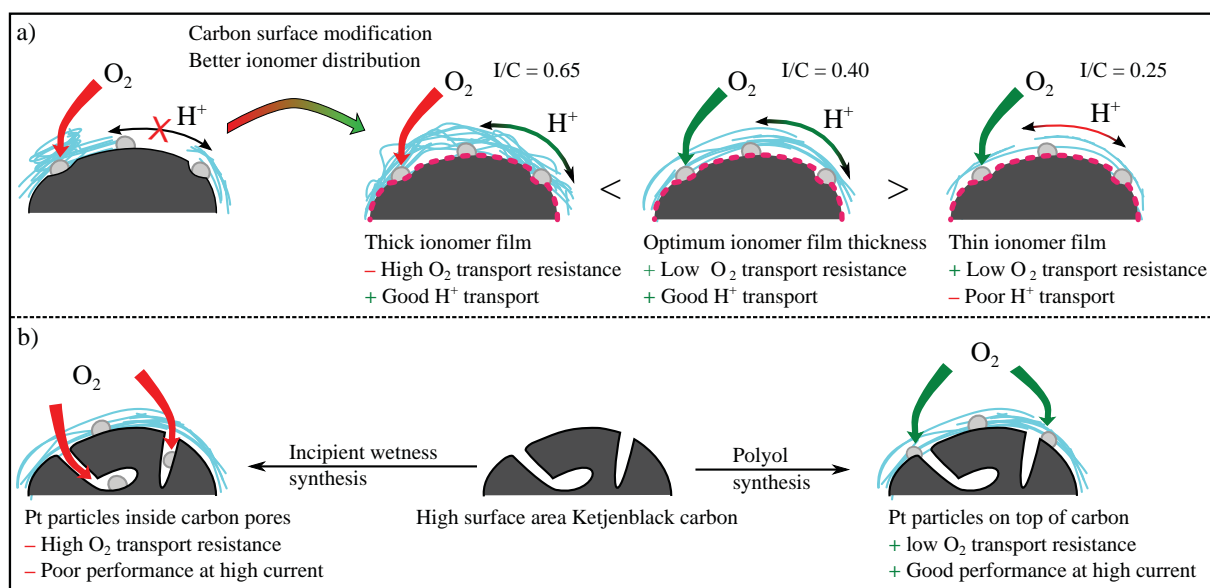 a)
Carbon surface modification
Better ionomer distribution
O₂
H⁺
X
I/C = 0.65
O₂
H⁺
<
I/C = 0.40
O₂
H⁺
>
I/C = 0.25
O₂
H⁺
Thick ionomer film
− High O₂ transport resistance
+ Good H⁺ transport
Optimum ionomer film thickness
+ Low O₂ transport resistance
+ Good H⁺ transport
Thin ionomer film
+ Low O₂ transport resistance
− Poor H⁺ transport
b)
O₂
Incipient wetness
synthesis
Polyol
synthesis
O₂
Pt particles inside carbon pores
− High O₂ transport resistance
− Poor performance at high current
High surface area Ketjenblack carbon
Pt particles on top of carbon
+ low O₂ transport resistance
+ Good performance at high current